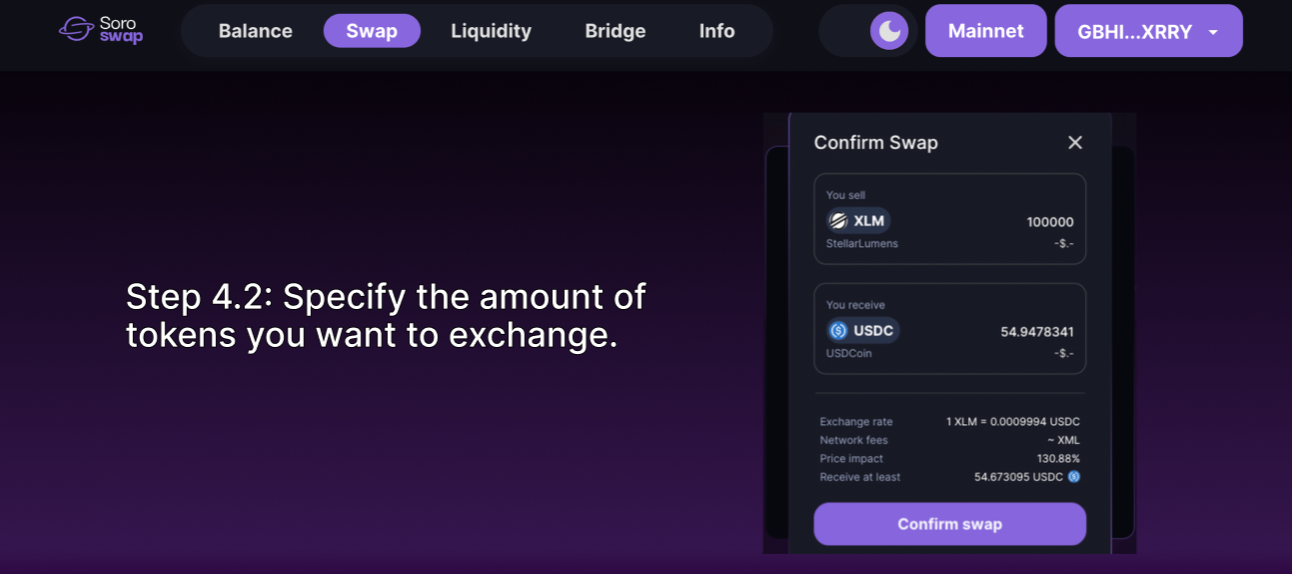 Soro
swap
Balance
Swap
Liquidity
Bridge
Info
Mainnet
GBHI...XRRY
Step 4.2: Specify the amount of
tokens you want to exchange.
Confirm Swap
You sell
XLM
100000
StellarLumens
-$.-
You receive
USDC
54.9478341
USDCoin
-$.-
Exchange rate
1 XLM = 0.0009994 USDC
Network fees
~ XML
Price impact
130.88%
Receive at least
54.673095 USDC
Confirm swap